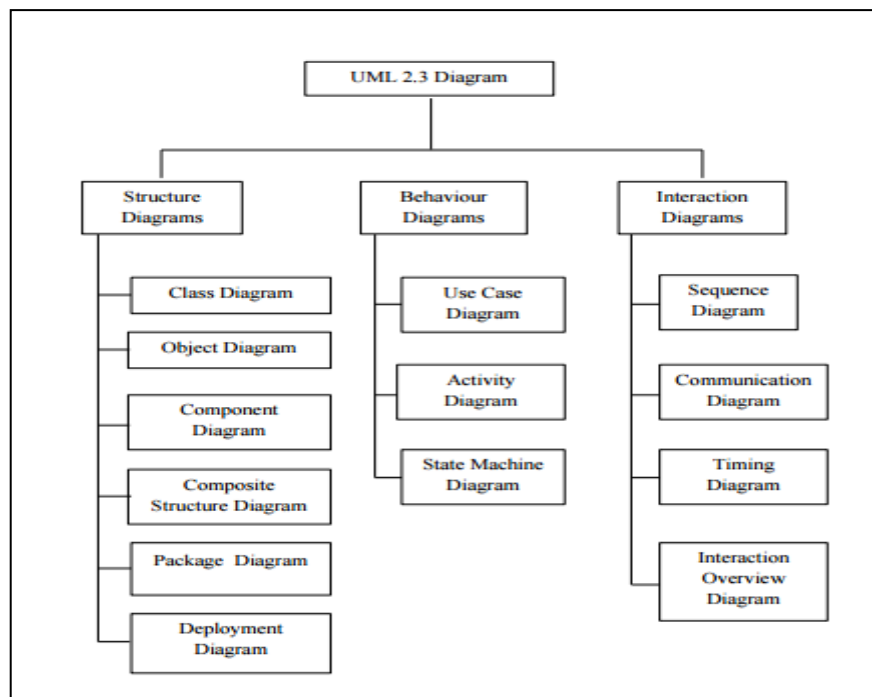 UML 2.3 Diagram
Structure
Diagrams
Behaviour
Diagrams
Interaction
Diagrams
Class Diagram
Object Diagram
Component
Diagram
Composite
Structure Diagram
Package Diagram
Deployment
Diagram
Use Case
Diagram
Activity
Diagram
State Machine
Diagram
Sequence
Diagram
Communication
Diagram
Timing
Diagram
Interaction
Overview
Diagram